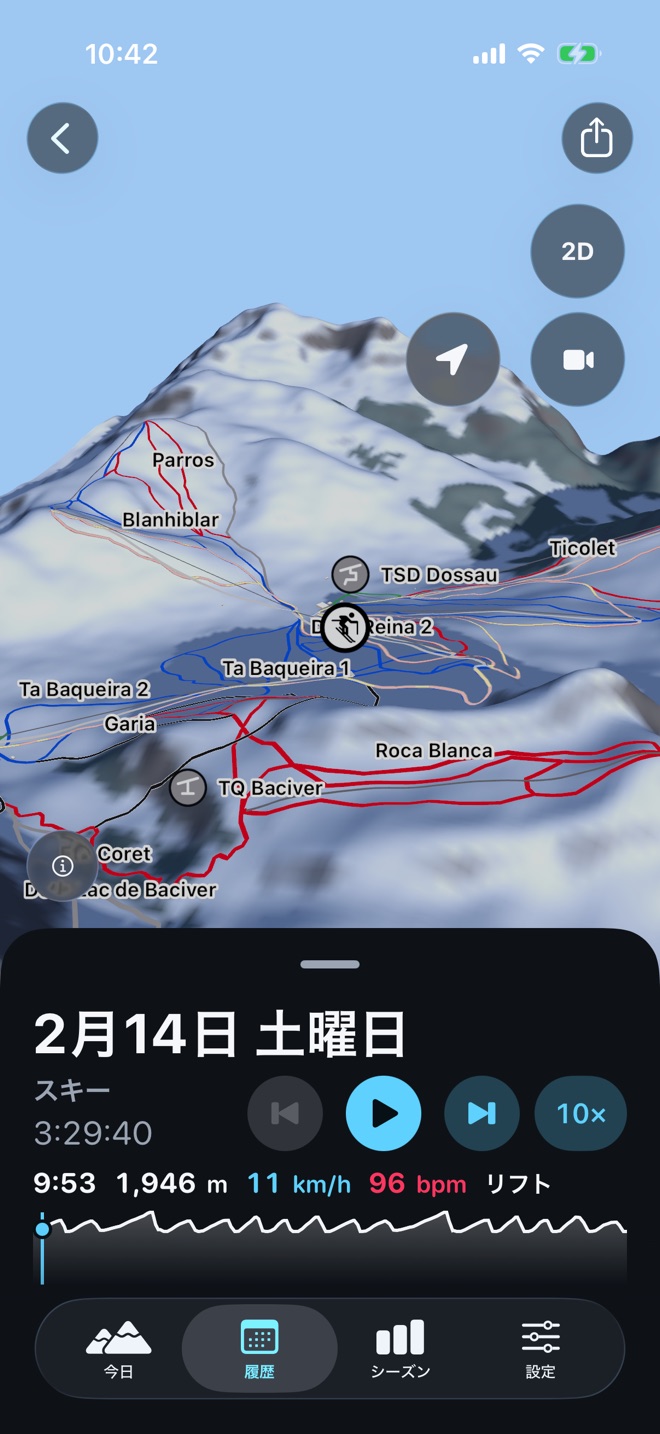 10:42
2D
Parros
Blanhiblar
Ticolet
TSD Dossau
Reina 2
Ta Baqueira 1
Ta Baqueira 2
Garia
Roca Blanca
TQ Baciver
Coret
de Baciver
2月14日 土曜日
スキー
3:29:40
10×
9:53 1,946 m 11 km/h 96 bpm リフト
今日 履歴 シーズン 設定